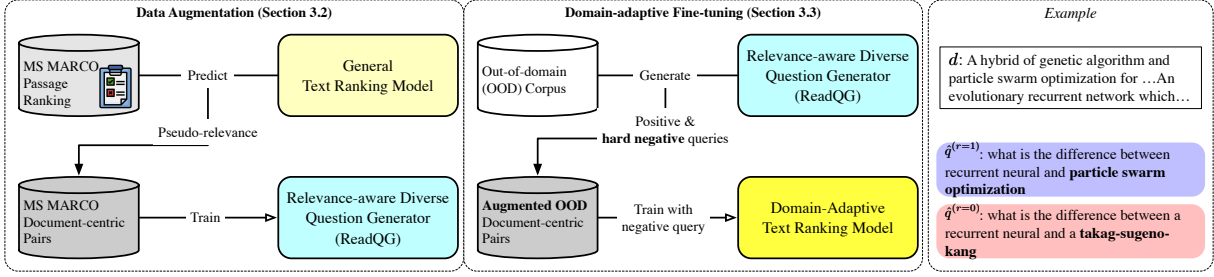 Data Augmentation (Section 3.2)
MS MARCO
Passage
Ranking
Predict
General
Text Ranking Model
Pseudo-relevance
MS MARCO
Document-centric
Pairs
Train
Relevance-aware Diverse
Question Generator
(ReadQG)
Domain-adaptive Fine-tuning (Section 3.3)
Out-of-domain
(OOD) Corpus
Generate
Relevance-aware Diverse
Question Generator
(ReadQG)
Positive &
hard negative queries
Augmented OOD
Document-centric
Pairs
Train with
negative query
Domain-Adaptive
Text Ranking Model
Example
d: A hybrid of genetic algorithm and
particle swarm optimization for …An
evolutionary recurrent network which…
q̂(r=1): what is the difference between
recurrent neural and particle swarm
optimization
q̂(r=0): what is the difference between a
recurrent neural and a takag-sugeno-
kang